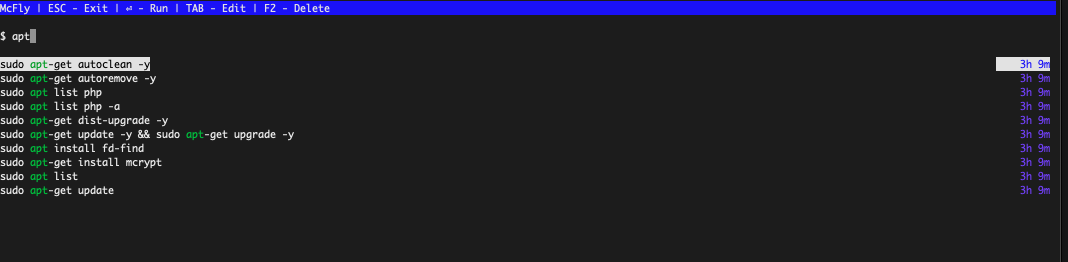 McFly | ESC - Exit | ⏎ - Run | TAB - Edit | F2 - Delete
$ apt
sudo apt-get autoclean -y 3h 9m
sudo apt-get autoremove -y 3h 9m
sudo apt list php 3h 9m
sudo apt list php -a 3h 9m
sudo apt-get dist-upgrade -y 3h 9m
sudo apt-get update -y && sudo apt-get upgrade -y 3h 9m
sudo apt install fd-find 3h 9m
sudo apt-get install mcrypt 3h 9m
sudo apt list 3h 9m
sudo apt-get update 3h 9m